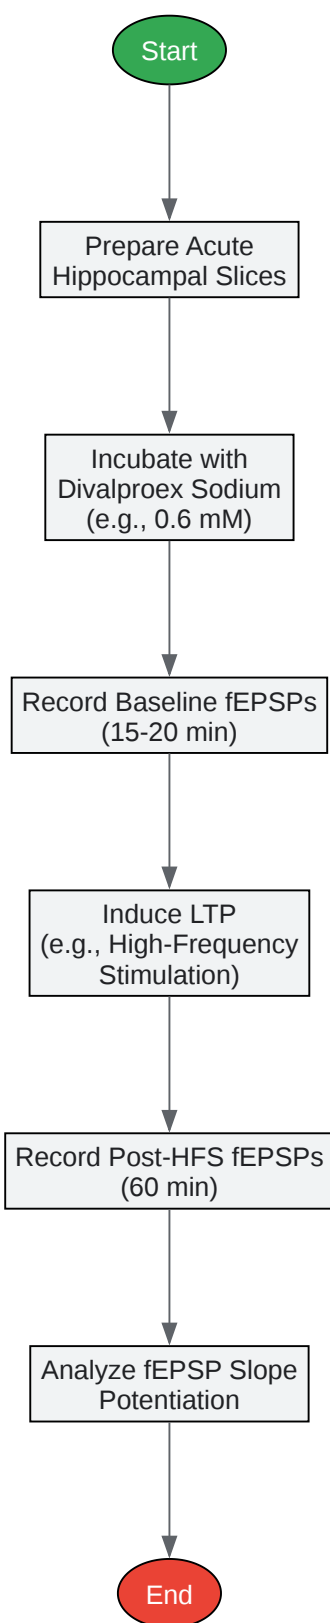 Start
Prepare Acute
Hippocampal Slices
Incubate with
Divalproex Sodium
(e.g., 0.6 mM)
Record Baseline fEPSPs
(15-20 min)
Induce LTP
(e.g., High-Frequency
Stimulation)
Record Post-HFS fEPSPs
(60 min)
Analyze fEPSP Slope
Potentiation
End